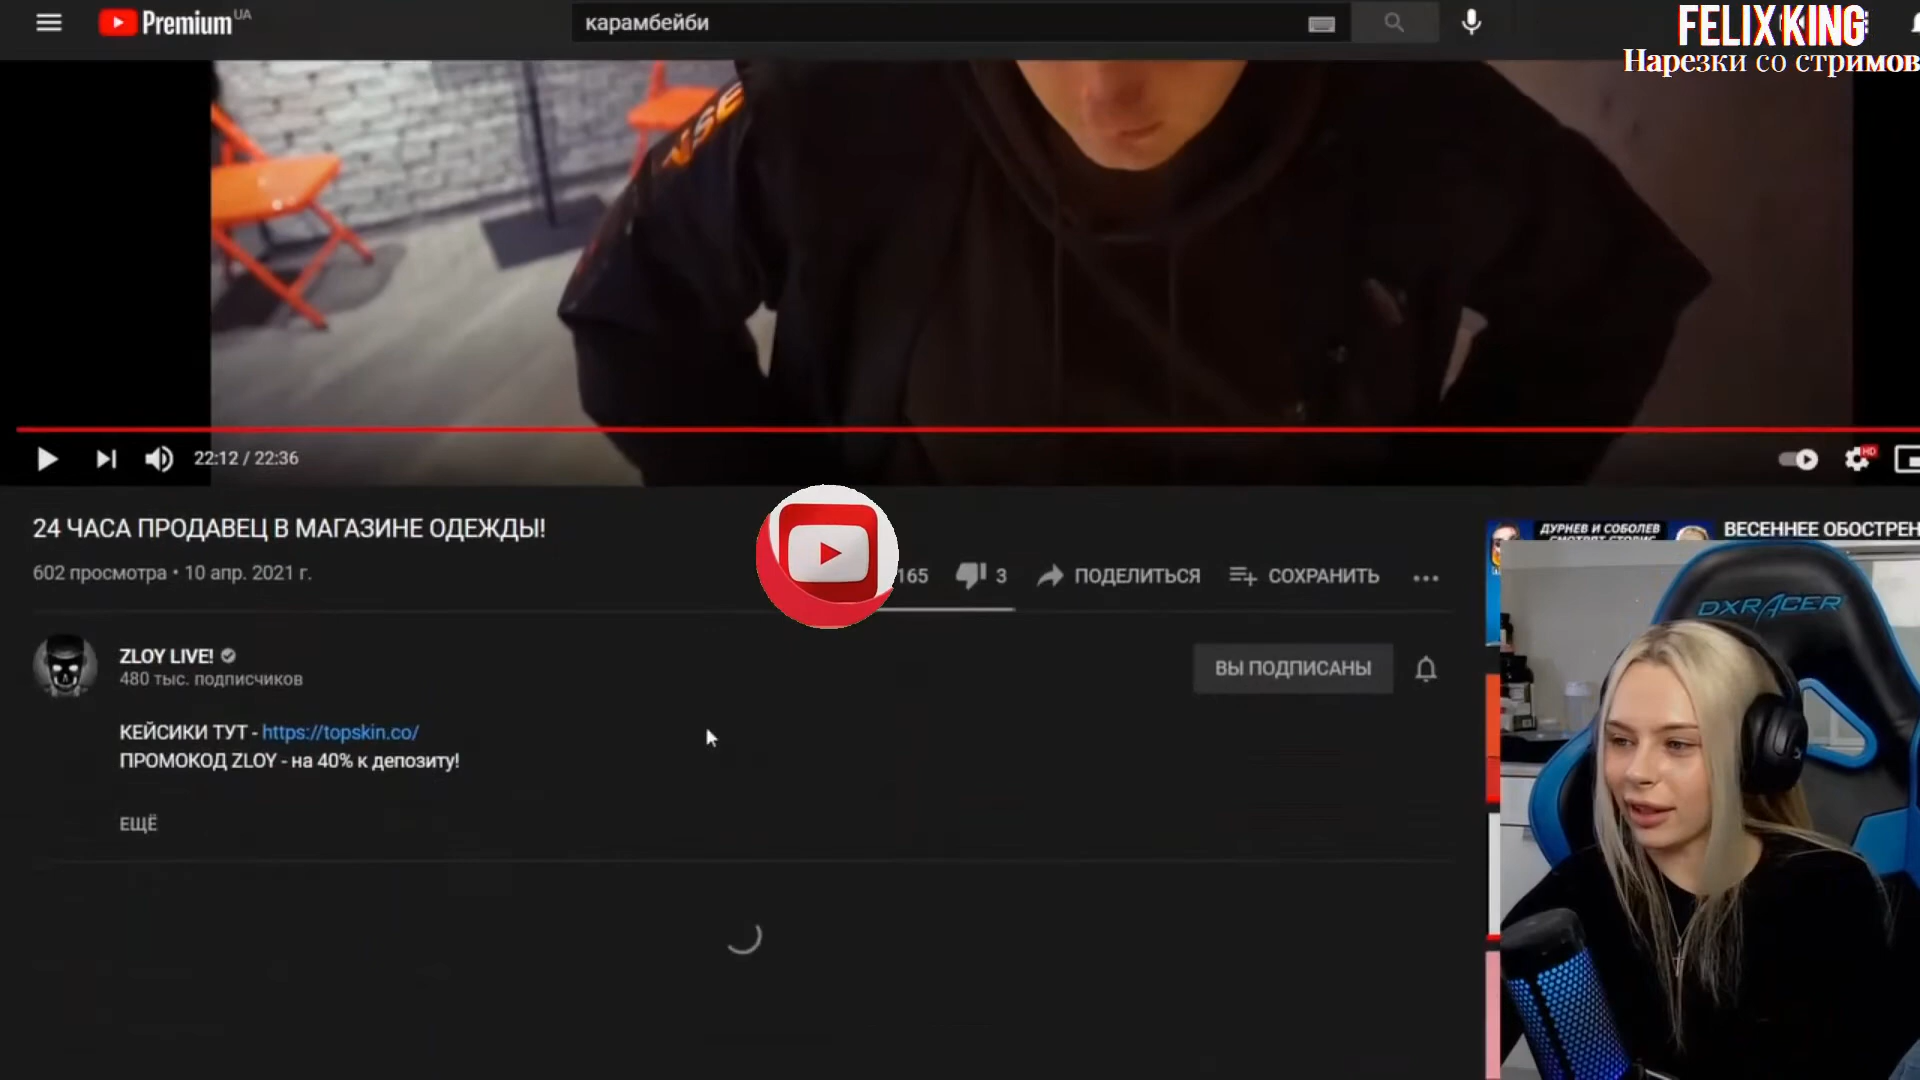 Premium UA
карамбейби
FELIX KING
Нарезки со стримов
NSE
22:12 / 22:36
HD
24 ЧАСА ПРОДАВЕЦ В МАГАЗИНЕ ОДЕЖДЫ!
602 просмотра • 10 апр. 2021 г.
165
3
ПОДЕЛИТЬСЯ
СОХРАНИТЬ
ДУРНЕВ И СОБОЛЕВ
ВЕСЕННЕЕ ОБОСТРЕН
DXRACER
ZLOY LIVE!
480 тыс. подписчиков
ВЫ ПОДПИСАНЫ
КЕЙСИКИ ТУТ - https://topskin.co/
ПРОМОКОД ZLOY - на 40% к депозиту!
ЕЩЁ